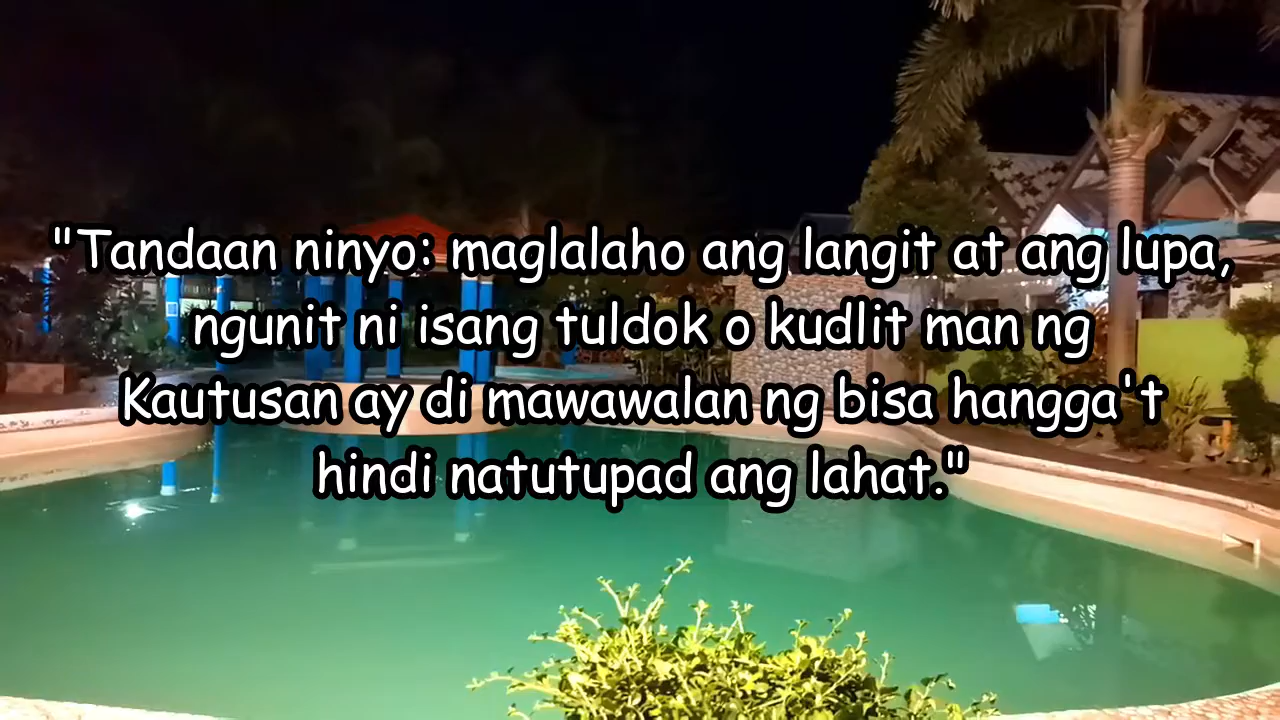 "Tandaan ninyo: maglalaho ang langit at ang lupa,
ngunit ni isang tuldok o kudlit man ng
Kautusan ay di mawawalan ng bisa hangga't
hindi natutupad ang lahat."